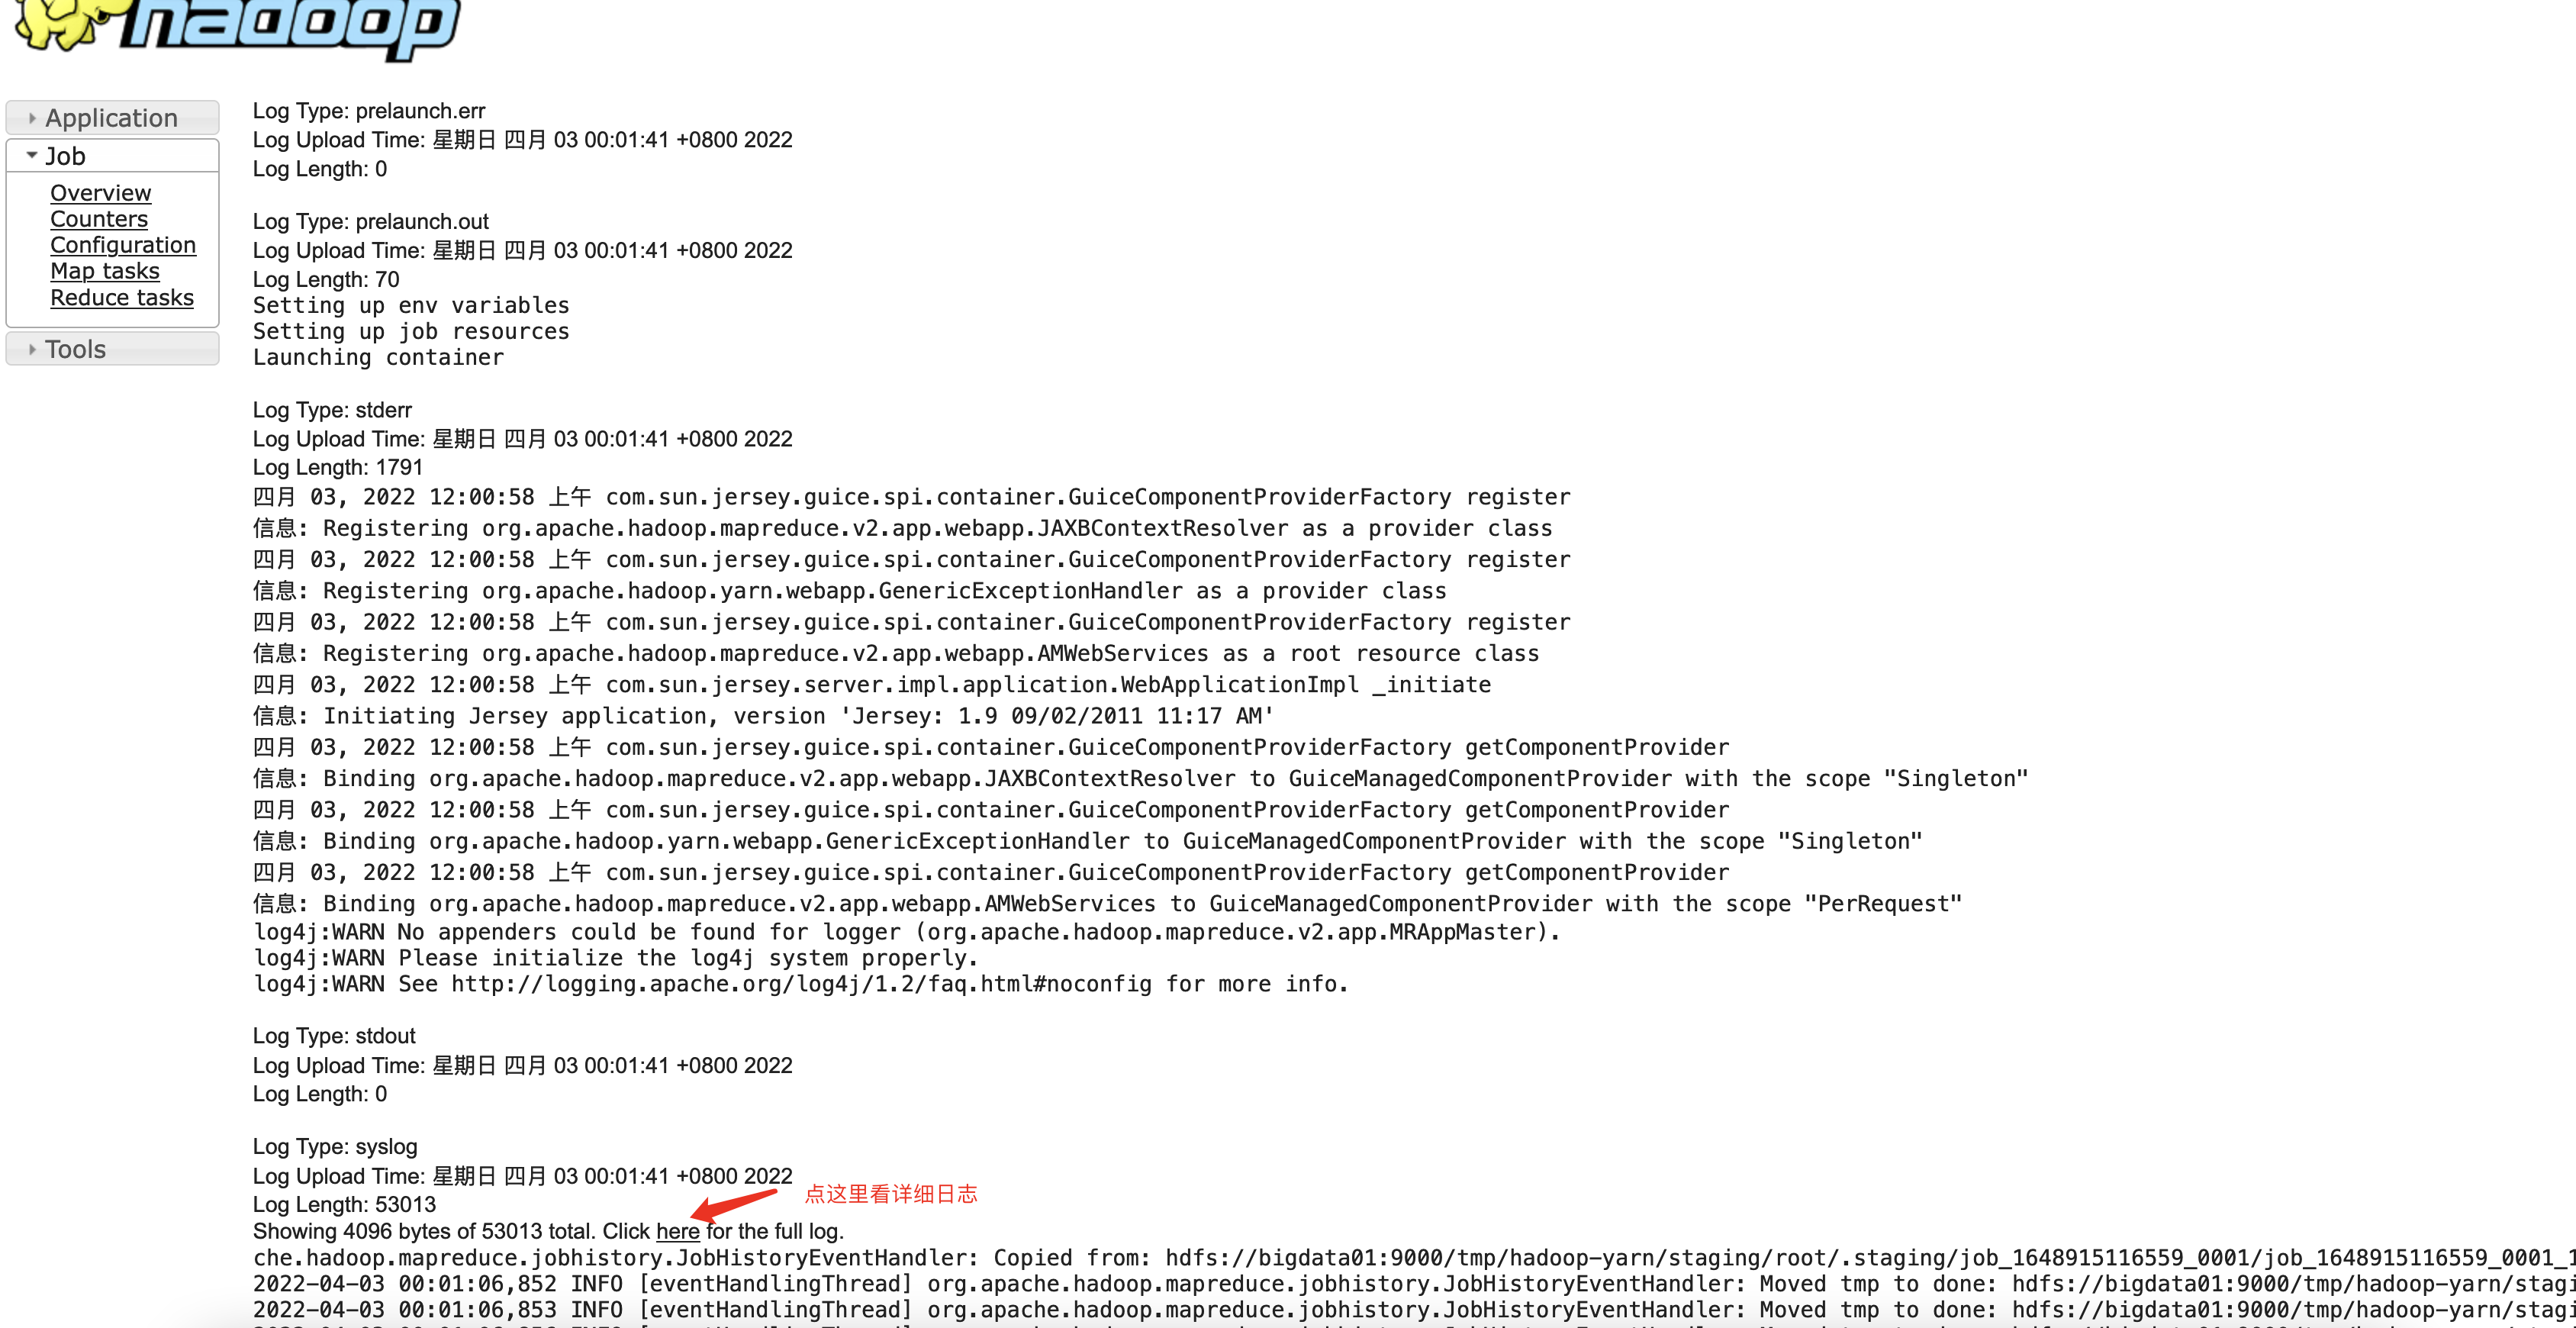 hadoop
Application
Job
Overview
Counters
Configuration
Map tasks
Reduce tasks
Tools
Log Type: prelaunch.err
Log Upload Time: 星期日 四月 03 00:01:41 +0800 2022
Log Length: 0
Log Type: prelaunch.out
Log Upload Time: 星期日 四月 03 00:01:41 +0800 2022
Log Length: 70
Setting up env variables
Setting up job resources
Launching container
Log Type: stderr
Log Upload Time: 星期日 四月 03 00:01:41 +0800 2022
Log Length: 1791
四月 03, 2022 12:00:58 上午 com.sun.jersey.guice.spi.container.GuiceComponentProviderFactory register
信息: Registering org.apache.hadoop.mapreduce.v2.app.webapp.JAXBContextResolver as a provider class
四月 03, 2022 12:00:58 上午 com.sun.jersey.guice.spi.container.GuiceComponentProviderFactory register
信息: Registering org.apache.hadoop.yarn.webapp.GenericExceptionHandler as a provider class
四月 03, 2022 12:00:58 上午 com.sun.jersey.guice.spi.container.GuiceComponentProviderFactory register
信息: Registering org.apache.hadoop.mapreduce.v2.app.webapp.AMWebServices as a root resource class
四月 03, 2022 12:00:58 上午 com.sun.jersey.server.impl.application.WebApplicationImpl _initiate
信息: Initiating Jersey application, version 'Jersey: 1.9 09/02/2011 11:17 AM'
四月 03, 2022 12:00:58 上午 com.sun.jersey.guice.spi.container.GuiceComponentProviderFactory getComponentProvider
信息: Binding org.apache.hadoop.mapreduce.v2.app.webapp.JAXBContextResolver to GuiceManagedComponentProvider with the scope "Singleton"
四月 03, 2022 12:00:58 上午 com.sun.jersey.guice.spi.container.GuiceComponentProviderFactory getComponentProvider
信息: Binding org.apache.hadoop.yarn.webapp.GenericExceptionHandler to GuiceManagedComponentProvider with the scope "Singleton"
四月 03, 2022 12:00:58 上午 com.sun.jersey.guice.spi.container.GuiceComponentProviderFactory getComponentProvider
信息: Binding org.apache.hadoop.mapreduce.v2.app.webapp.AMWebServices to GuiceManagedComponentProvider with the scope "PerRequest"
log4j:WARN No appenders could be found for logger (org.apache.hadoop.mapreduce.v2.app.MRAppMaster).
log4j:WARN Please initialize the log4j system properly.
log4j:WARN See http://logging.apache.org/log4j/1.2/faq.html#noconfig for more info.
Log Type: stdout
Log Upload Time: 星期日 四月 03 00:01:41 +0800 2022
Log Length: 0
Log Type: syslog
Log Upload Time: 星期日 四月 03 00:01:41 +0800 2022
点这里看详细日志
Log Length: 53013
Showing 4096 bytes of 53013 total. Click here for the full log.
che.hadoop.mapreduce.jobhistory.JobHistoryEventHandler: Copied from: hdfs://bigdata01:9000/tmp/hadoop-yarn/staging/root/.staging/job_1648915116559_0001/job_1648915116559_0001_1
2022-04-03 00:01:06,852 INFO [eventHandlingThread] org.apache.hadoop.mapreduce.jobhistory.JobHistoryEventHandler: Moved tmp to done: hdfs://bigdata01:9000/tmp/hadoop-yarn/stagi
2022-04-03 00:01:06,853 INFO [eventHandlingThread] org.apache.hadoop.mapreduce.jobhistory.JobHistoryEventHandler: Moved tmp to done: hdfs://bigdata01:9000/tmp/hadoop-yarn/stagi